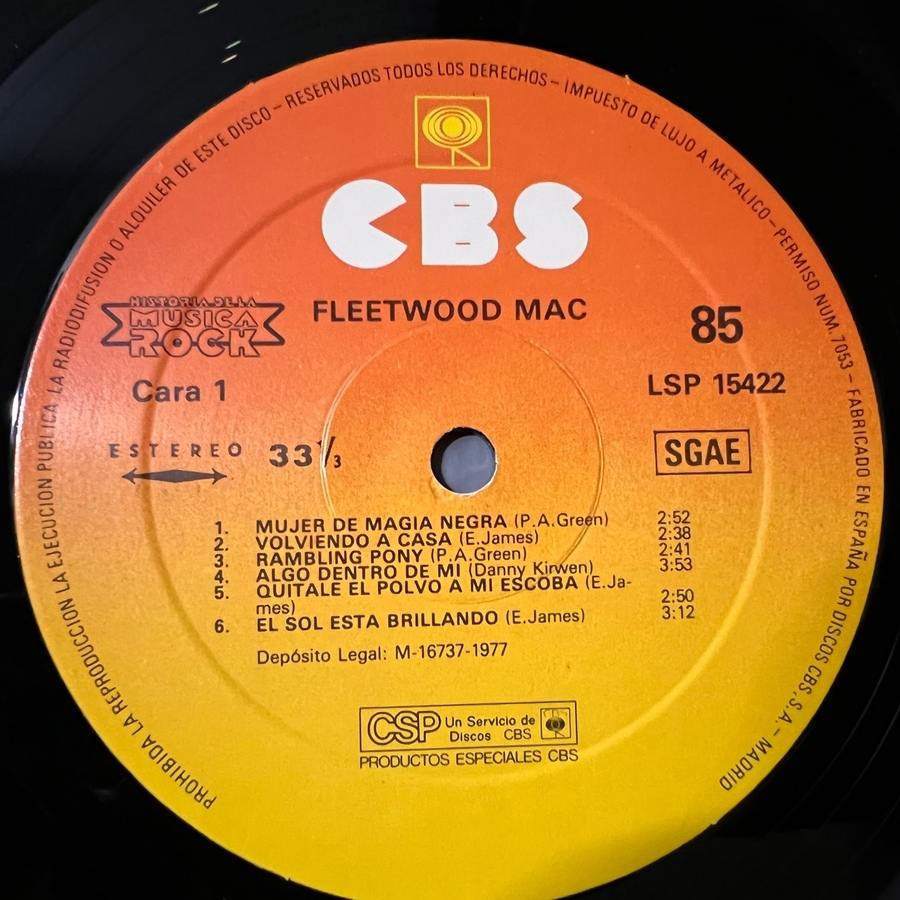 PROHIBIDA LA REPRODUCCION LA EJECUCION PUBLICA LA RADIODIFUSION O ALQUILER DE ESTE DISCO – RESERVADOS TODOS LOS DERECHOS – IMPUESTO DE LUJO A METALICO – PERMISO NUM. 7053 – FABRICADO EN ESPAÑA POR DISCOS CBS, S.A. – MADRID
CBS
HISTORIA DE LA
MUSICA
ROCK
FLEETWOOD MAC
85
Cara 1
LSP 15422
ESTEREO 33 1/3
SGAE
1. MUJER DE MAGIA NEGRA (P.A.Green) 2:52
2. VOLVIENDO A CASA (E.James) 2:38
3. RAMBLING PONY (P.A.Green) 2:41
4. ALGO DENTRO DE MI (Danny Kirwen) 3:53
5. QUITALE EL POLVO A MI ESCOBA (E.Ja-
mes) 2:50
6. EL SOL ESTA BRILLANDO (E.James) 3:12
Depósito Legal: M-16737-1977
CSP Un Servicio de
Discos CBS
PRODUCTOS ESPECIALES CBS